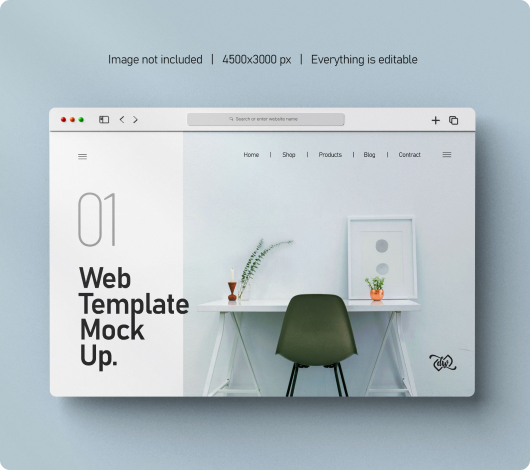 Image not included | 4500x3000 px | Everything is editable
Search or enter website name
Home | Shop | Products | Blog | Contract
01
Web
Template
Mock
Up.